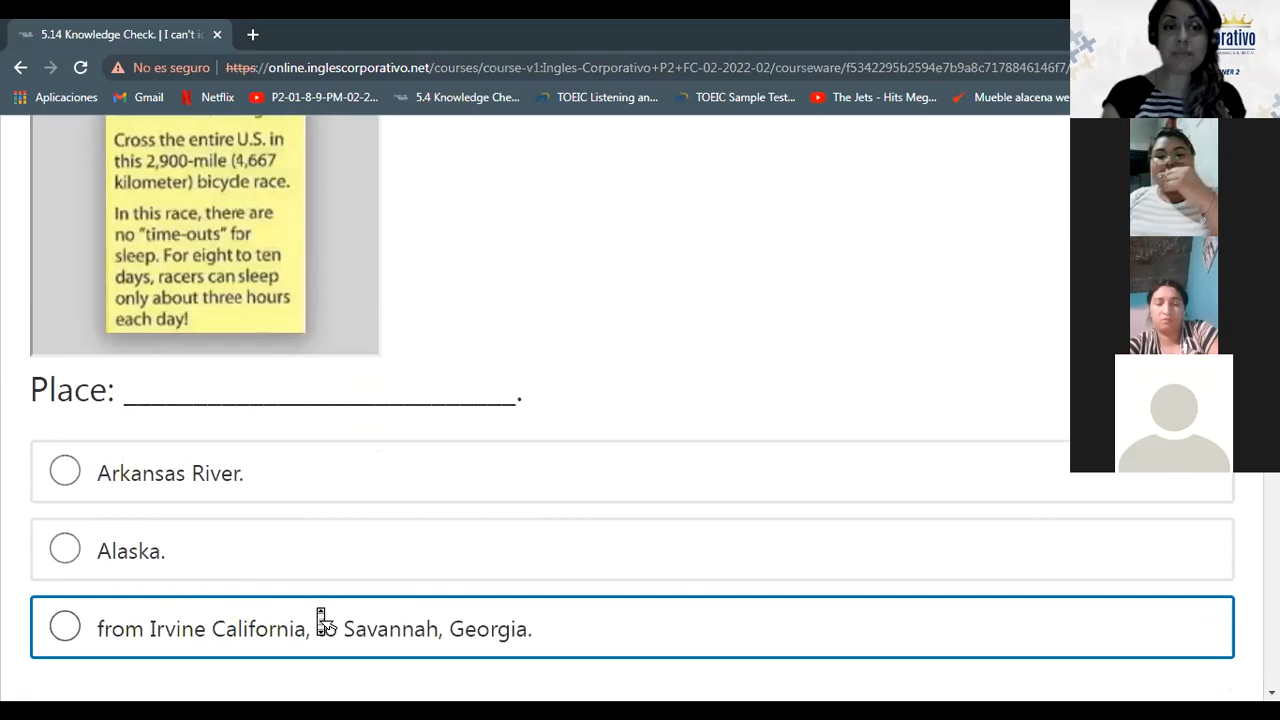 5.14 Knowledge Check. | I can't i
No es seguro
https://online.inglescorporativo.net/courses/course-v1:Ingles-Corporativo+P2+FC-02-2022-02/courseware/f5342295b2594e7b9a8c7178846146f7/
Aplicaciones
Gmail
Netflix
P2-01-8-9-PM-02-2...
5.4 Knowledge Che...
TOEIC Listening an...
TOEIC Sample Test...
The Jets - Hits Meg...
Mueble alacena we
orativo
NER 2
Cross the entire U.S. in
this 2,900-mile (4,667
kilometer) bicycle race.
In this race, there are
no "time-outs" for
sleep. For eight to ten
days, racers can sleep
only about three hours
each day!
Place: ____________________________.
Arkansas River.
Alaska.
from Irvine California, to Savannah, Georgia.